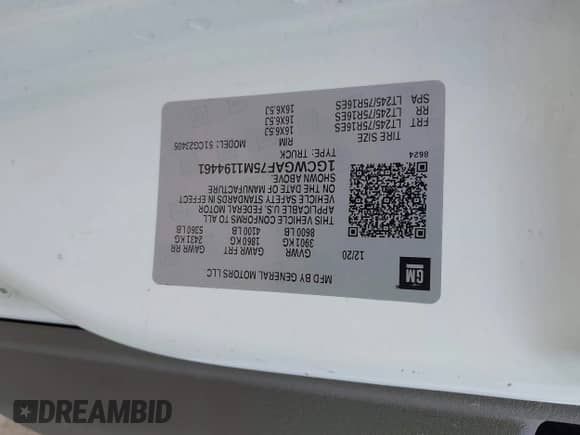 MFD BY GENERAL MOTORS LLC
GM
12/20
GVWR GAWR FRT GAWR RR
3901 KG 1860 KG 2431 KG
8600 LB 4100 LB 5360 LB
THIS VEHICLE CONFORMS TO ALL
APPLICABLE U.S. FEDERAL MOTOR
VEHICLE SAFETY STANDARDS IN EFFECT
ON THE DATE OF MANUFACTURE
SHOWN ABOVE.
1GCWGAF75M1194461
TYPE: TRUCK
8624 MODEL: S1CG23405
TIRE SIZE RIM
FRT LT245/75R16ES 16X6.5J
RR LT245/75R16ES 16X6.5J
SPA LT245/75R16ES 16X6.5J
DREAMBID